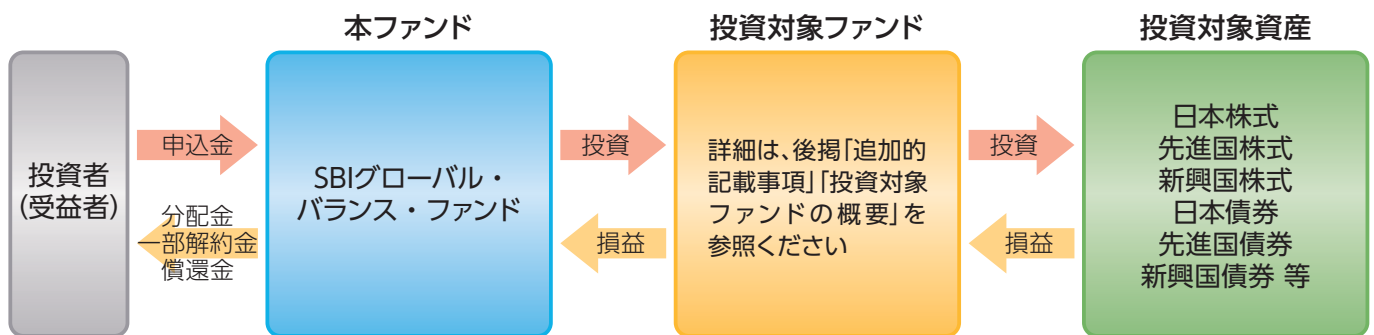 本ファンド
投資対象ファンド
投資対象資産
投資者
(受益者)
申込金
分配金
一部解約金
償還金
SBIグローバル・
バランス・ファンド
投資
損益
詳細は、後掲「追加的
記載事項」「投資対象
ファンドの概要」を
参照ください
投資
損益
日本株式
先進国株式
新興国株式
日本債券
先進国債券
新興国債券 等